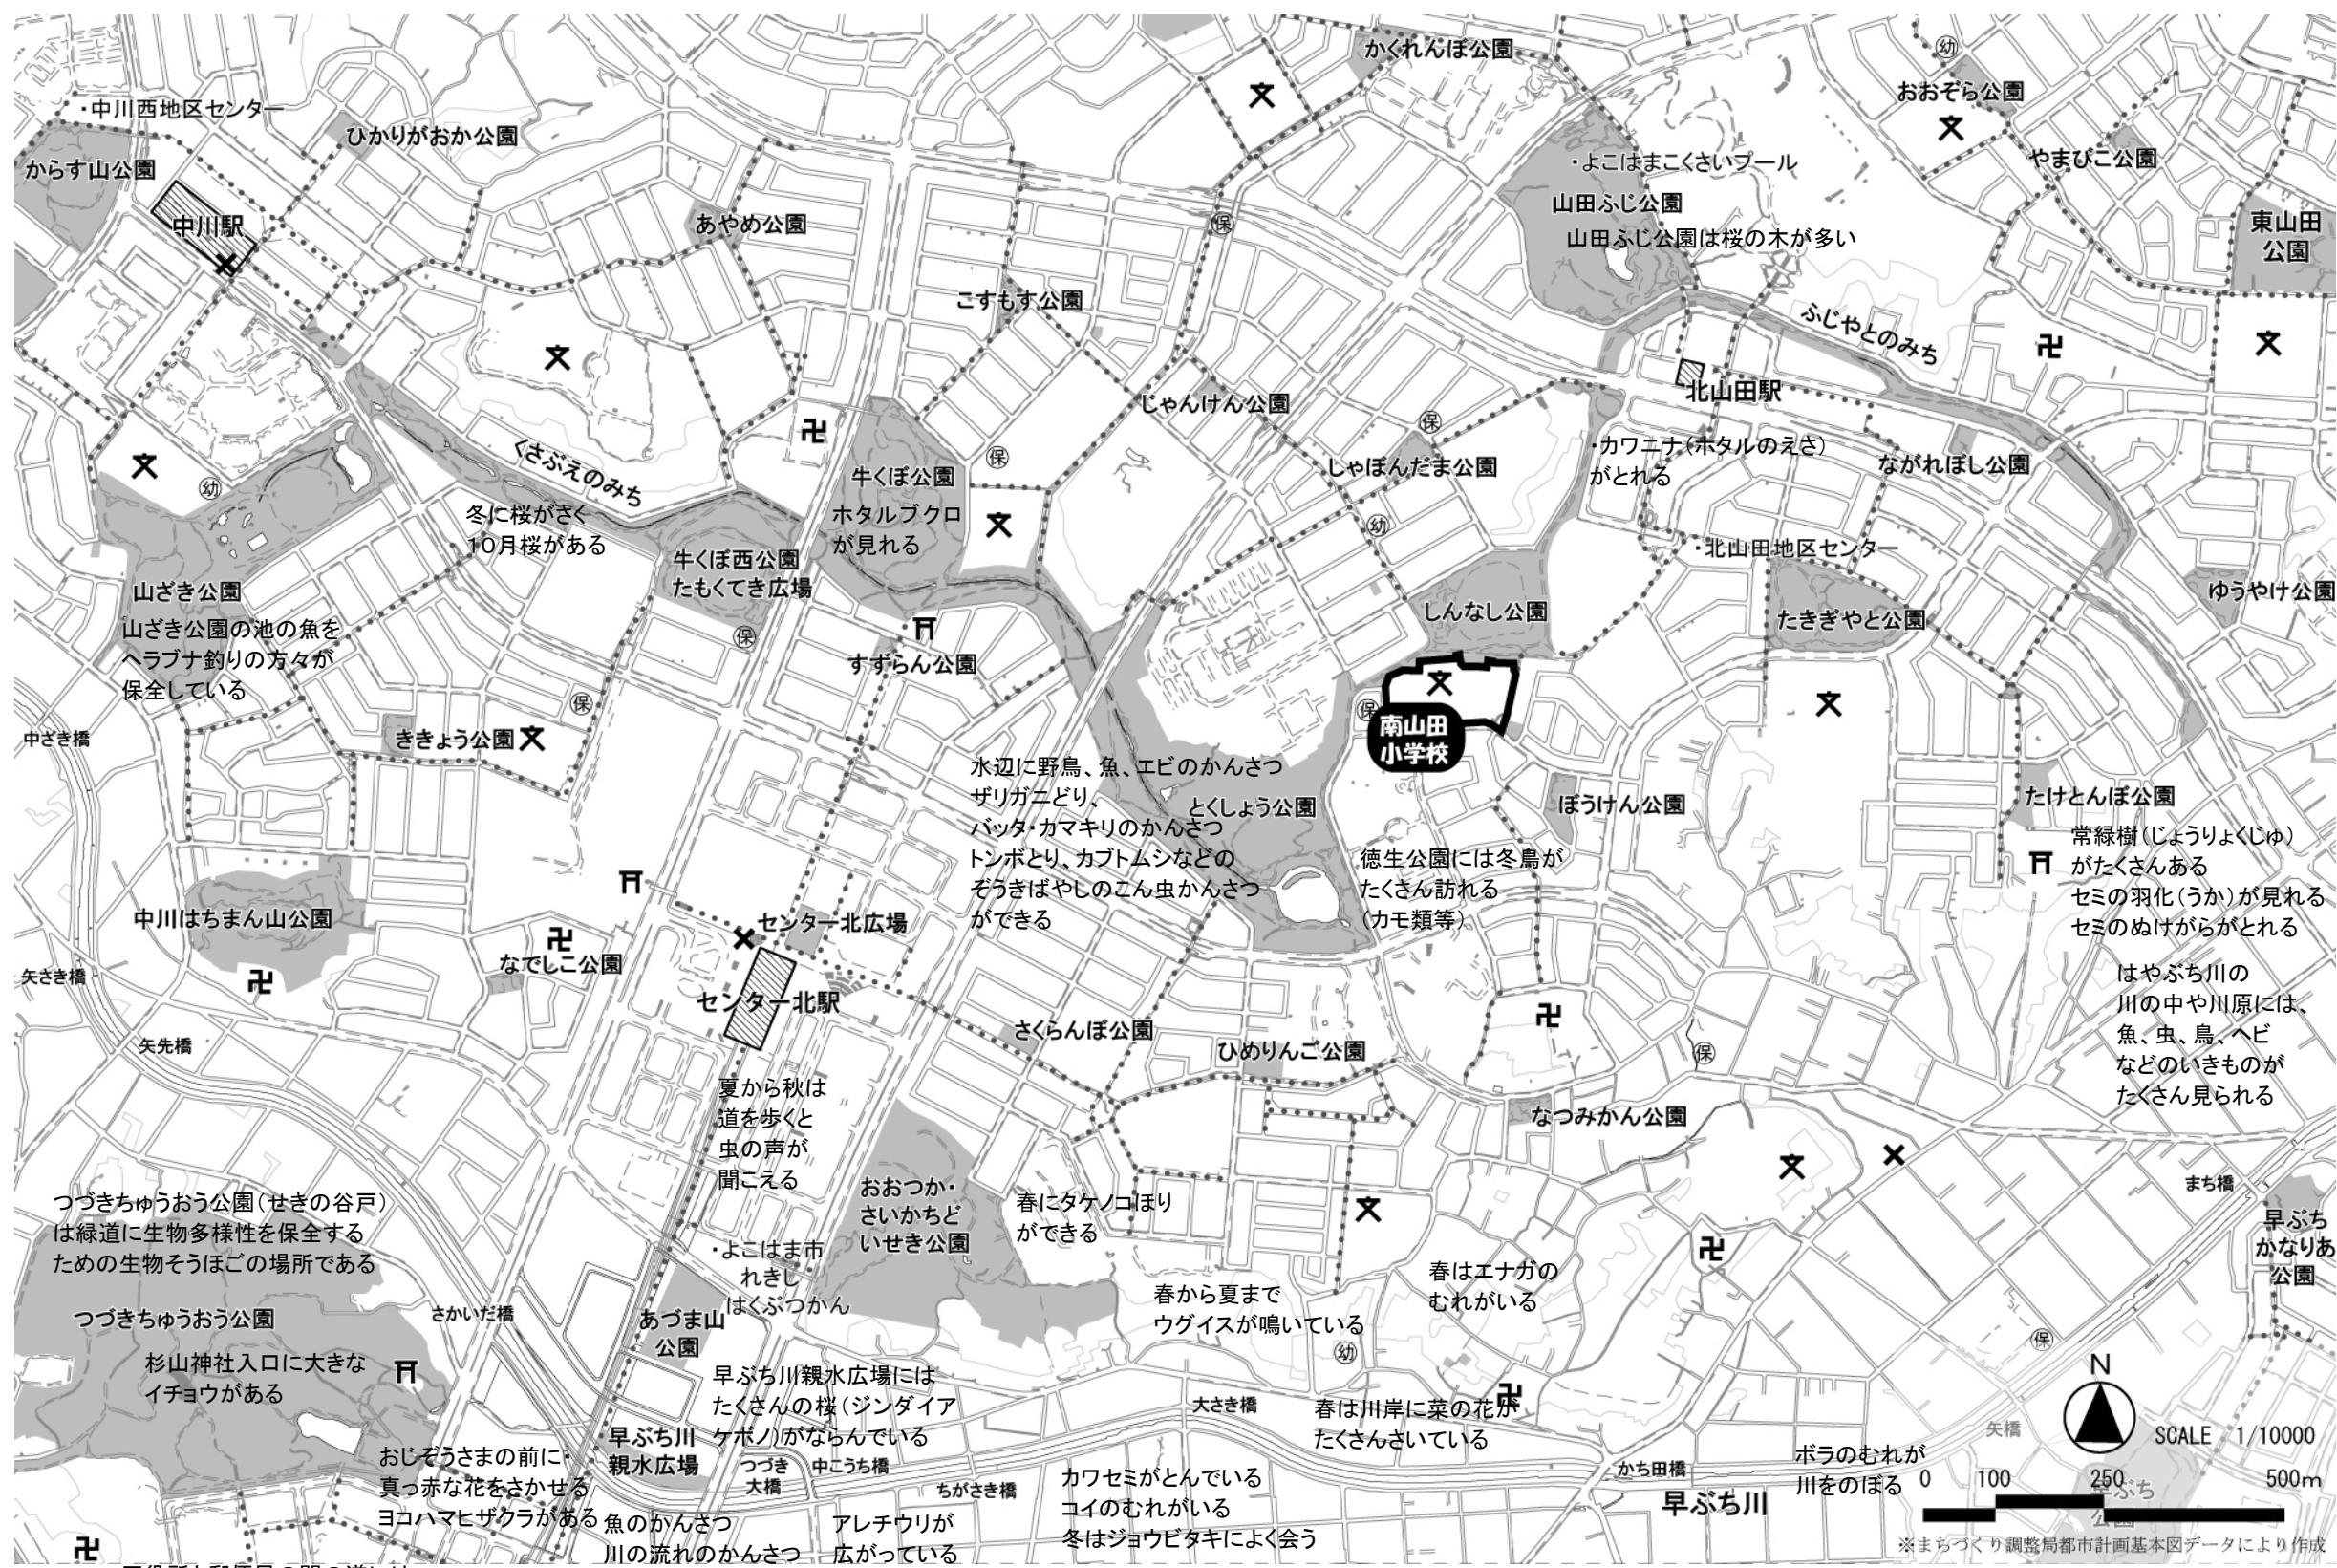 かくれんぼ公園
㊗
おおぞら公園
・中川西地区センター
ひかりがおか公園
からす山公園
・よこはまこくさいプール
やまびこ公園
山田ふじ公園
山田ふじ公園は桜の木が多い
東山田
公園
中川駅
あやめ公園
保
こすもす公園
ふじやとのみち
北山田駅
じゃんけん公園
保
しゃぼんだま公園
・カワニナ(ホタルのえさ)
がとれる
ながれぼし公園
くさぶえのみち
牛くぼ公園
ホタルブクロ
が見れる
保
幼
冬に桜がさく
10月桜がある
幼
牛くぼ西公園
たもくてき広場
・北山田地区センター
山ざき公園
山ざき公園の池の魚を
ヘラブナ釣りの方々が
保全している
しんなし公園
たきぎやと公園
ゆうやけ公園
保
すずらん公園
保
保
南山田
小学校
中ざき橋
ききょう公園
水辺に野鳥、魚、エビのかんさつ
ザリガニどり、
バッタ・カマキリのかんさつ
トンボとり、カブトムシなどの
ぞうきばやしのこん虫かんさつ
ができる
とくしょう公園
ぼうけん公園
たけとんぼ公園
常緑樹(じょうりょくじゅ)
がたくさんある
セミの羽化(うか)が見れる
セミのぬけがらがとれる
徳生公園には冬鳥が
たくさん訪れる
(カモ類等)
中川はちまん山公園
センター北広場
なでしこ公園
矢さき橋
センター北駅
はやぶち川の
川の中や川原には、
魚、虫、鳥、ヘビ
などのいきものが
たくさん見られる
さくらんぼ公園
ひめりんご公園
矢先橋
保
夏から秋は
道を歩くと
虫の声が
聞こえる
なつみかん公園
つづきちゅうおう公園(せきの谷戸)
は緑道に生物多様性を保全する
ための生物そうほごの場所である
おおつか・
さいかちど
いせき公園
春にタケノコほり
ができる
まち橋
早ぶち
かなりあ
公園
・よこはま市
れきし
はくぶつかん
春はエナガの
むれがいる
春から夏まで
ウグイスが鳴いている
つづきちゅうおう公園
さかいだ橋
あづま山
公園
幼
保
杉山神社入口に大きな
イチョウがある
早ぶち川親水広場には
たくさんの桜(ジンダイア
ケボノ)がならんでいる
大さき橋
春は川岸に菜の花が
たくさんさいている
N
SCALE 1/10000
矢橋
早ぶち川
親水広場
つづき
大橋
中こうち橋
ちがさき橋
おじぞうさまの前に・
真っ赤な花をさかせる
ヨコハマヒザクラがある
カワセミがとんでいる
コイのむれがいる
冬はジョウビタキによく会う
かち田橋
早ぶち川
ボラのむれが
川をのぼる
0 100 250 500m
魚のかんさつ
川の流れのかんさつ
アレチウリが
広がっている
※まちづくり調整局都市計画基本図データにより作成